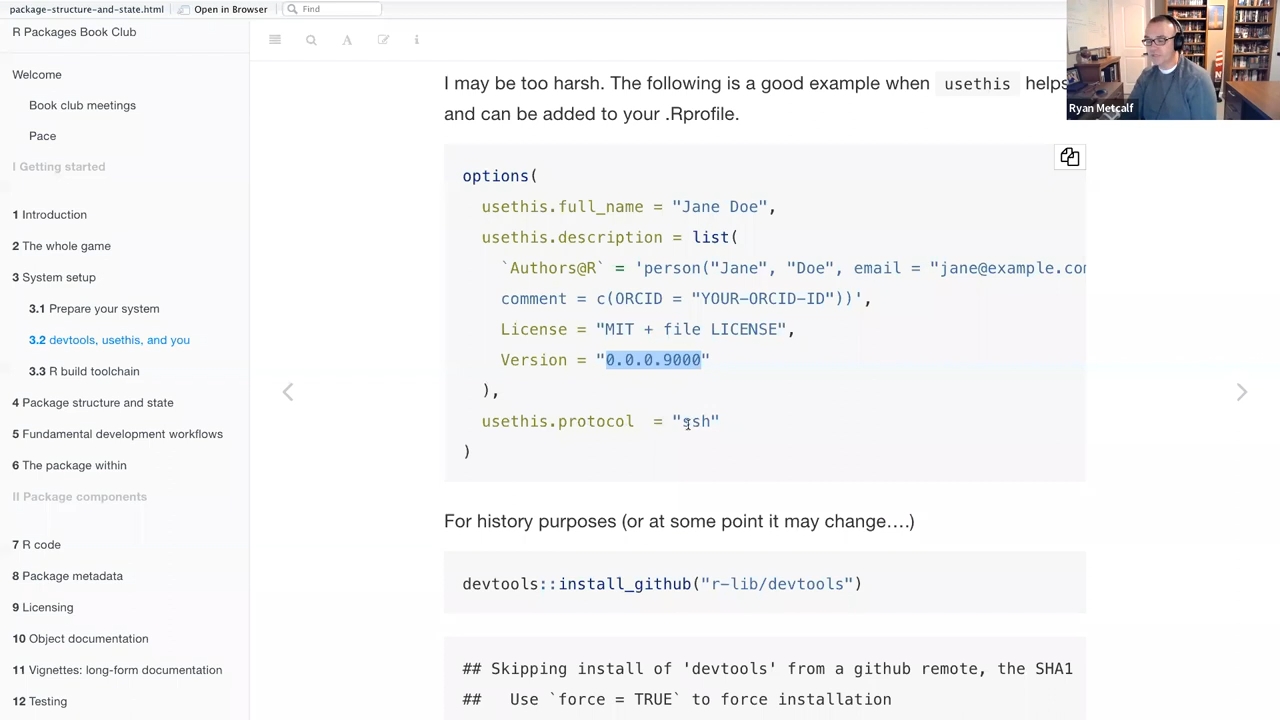 package-structure-and-state.html
Open in Browser
Find
R Packages Book Club
Welcome
Book club meetings
Pace
I Getting started
1 Introduction
2 The whole game
3 System setup
3.1 Prepare your system
3.2 devtools, usethis, and you
3.3 R build toolchain
4 Package structure and state
5 Fundamental development workflows
6 The package within
II Package components
7 R code
8 Package metadata
9 Licensing
10 Object documentation
11 Vignettes: long-form documentation
12 Testing
I may be too harsh. The following is a good example when usethis helps
and can be added to your .Rprofile.
options(
usethis.full_name = "Jane Doe",
usethis.description = list(
`Authors@R` = 'person("Jane", "Doe", email = "jane@example.com
comment = c(ORCID = "YOUR-ORCID-ID"))',
License = "MIT + file LICENSE",
Version = "0.0.0.9000"
),
usethis.protocol = "ssh"
)
For history purposes (or at some point it may change....)
devtools::install_github("r-lib/devtools")
## Skipping install of 'devtools' from a github remote, the SHA1
## Use `force = TRUE` to force installation
Ryan Metcalf